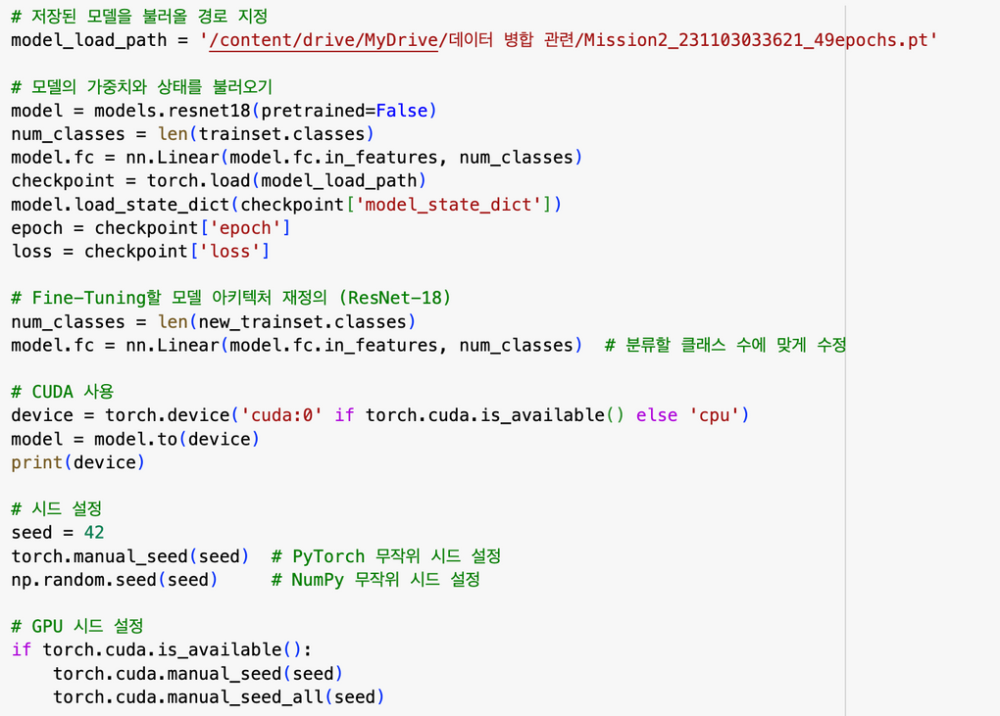 # 저장된 모델을 불러올 경로 지정
model_load_path = '/content/drive/MyDrive/데이터 병합 관련/Mission2_231103033621_49epochs.pt'
# 모델의 가중치와 상태를 불러오기
model = models.resnet18(pretrained=False)
num_classes = len(trainset.classes)
model.fc = nn.Linear(model.fc.in_features, num_classes)
checkpoint = torch.load(model_load_path)
model.load_state_dict(checkpoint['model_state_dict'])
epoch = checkpoint['epoch']
loss = checkpoint['loss']
# Fine-Tuning할 모델 아키텍처 재정의 (ResNet-18)
num_classes = len(new_trainset.classes)
model.fc = nn.Linear(model.fc.in_features, num_classes)  # 분류할 클래스 수에 맞게 수정
# CUDA 사용
device = torch.device('cuda:0' if torch.cuda.is_available() else 'cpu')
model = model.to(device)
print(device)
# 시드 설정
seed = 42
torch.manual_seed(seed)  # PyTorch 무작위 시드 설정
np.random.seed(seed)     # NumPy 무작위 시드 설정
# GPU 시드 설정
if torch.cuda.is_available():
    torch.cuda.manual_seed(seed)
    torch.cuda.manual_seed_all(seed)